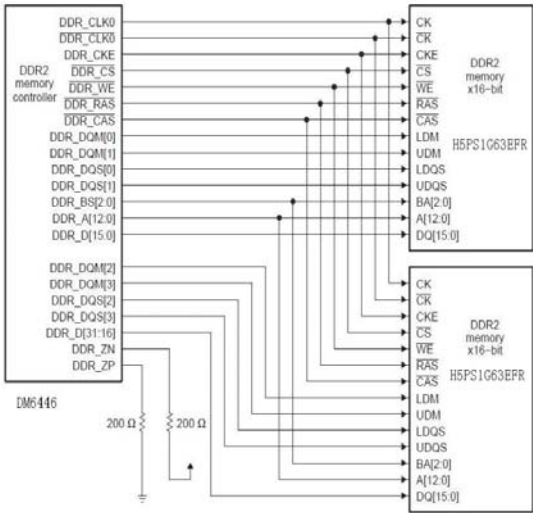 DDR2
memory
controller
DDR_CLK0
DDR_CLK0
DDR_CKE
DDR_CS
DDR_WE
DDR_RAS
DDR_CAS
DDR_DQM[0]
DDR_DQM[1]
DDR_DQS[0]
DDR_DQS[1]
DDR_BS[2:0]
DDR_A[12:0]
DDR_D[15:0]
DDR_DQM[2]
DDR_DQM[3]
DDR_DQS[2]
DDR_DQS[3]
DDR_D[31:16]
DDR_ZN
DDR_ZP
DM6446
200 Ω
200 Ω
CK
CK
CKE
CS
WE
RAS
CAS
LDM
UDM
LDQS
UDQS
BA[2:0]
A[12:0]
DQ[15:0]
DDR2
memory
x16-bit
H5PS1G63EFR
CK
CK
CKE
CS
WE
RAS
CAS
LDM
UDM
LDQS
UDQS
BA[2:0]
A[12:0]
DQ[15:0]
DDR2
memory
x16-bit
H5PS1G63EFR